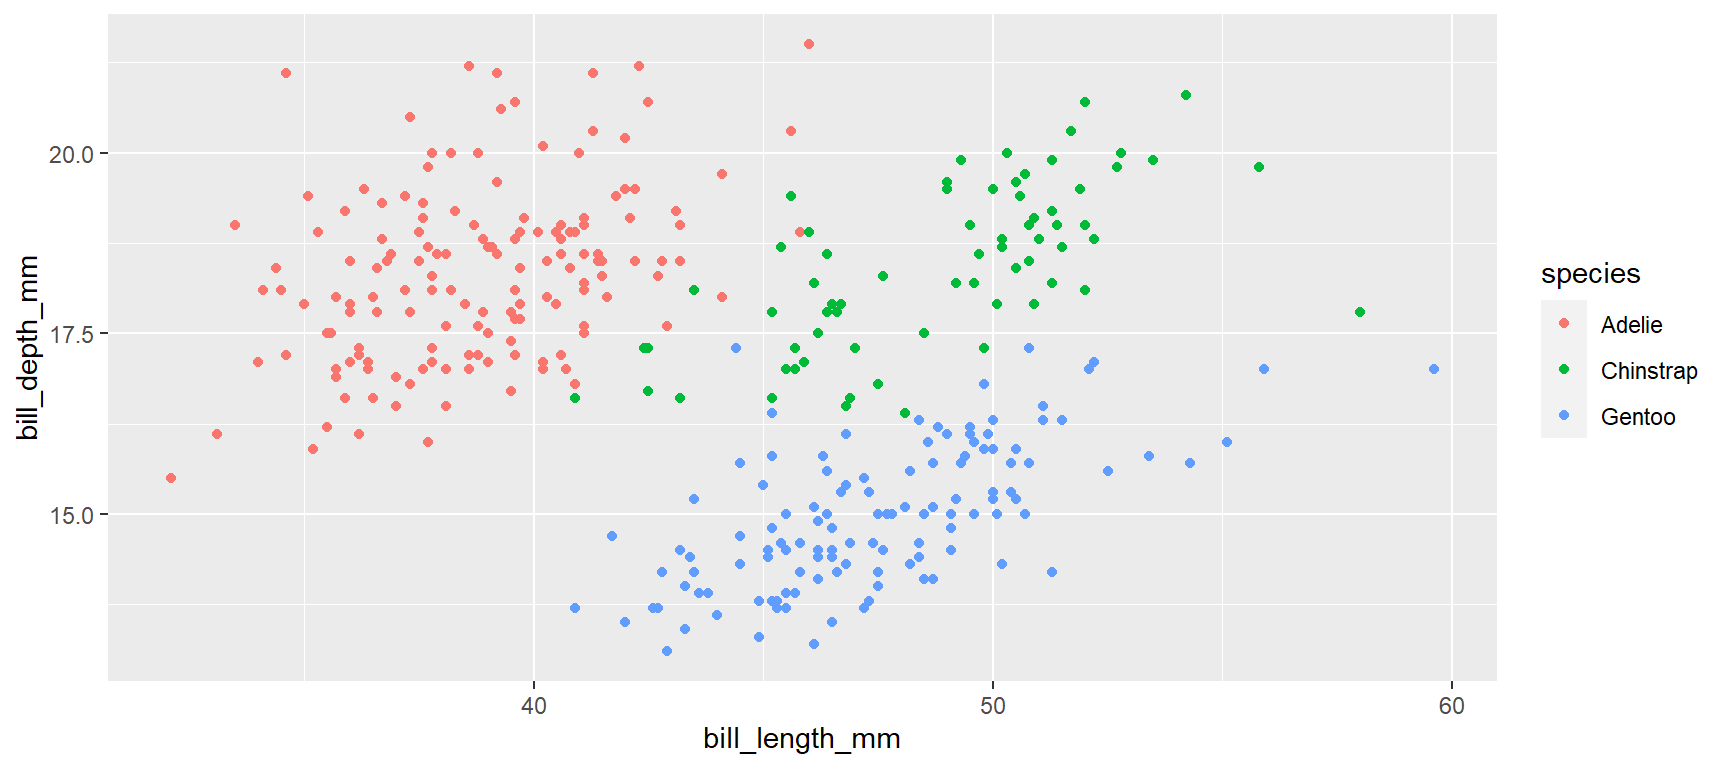 bill_depth_mm
20.0
17.5
15.0
40
50
60
bill_length_mm
species
Adelie
Chinstrap
Gentoo